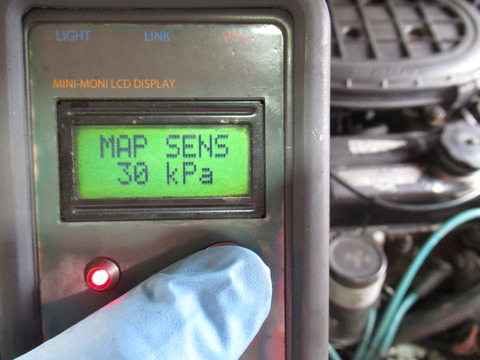 LIGHT LINK
MINI-MONI LCD DISPLAY
MAP SENS
30 kPa